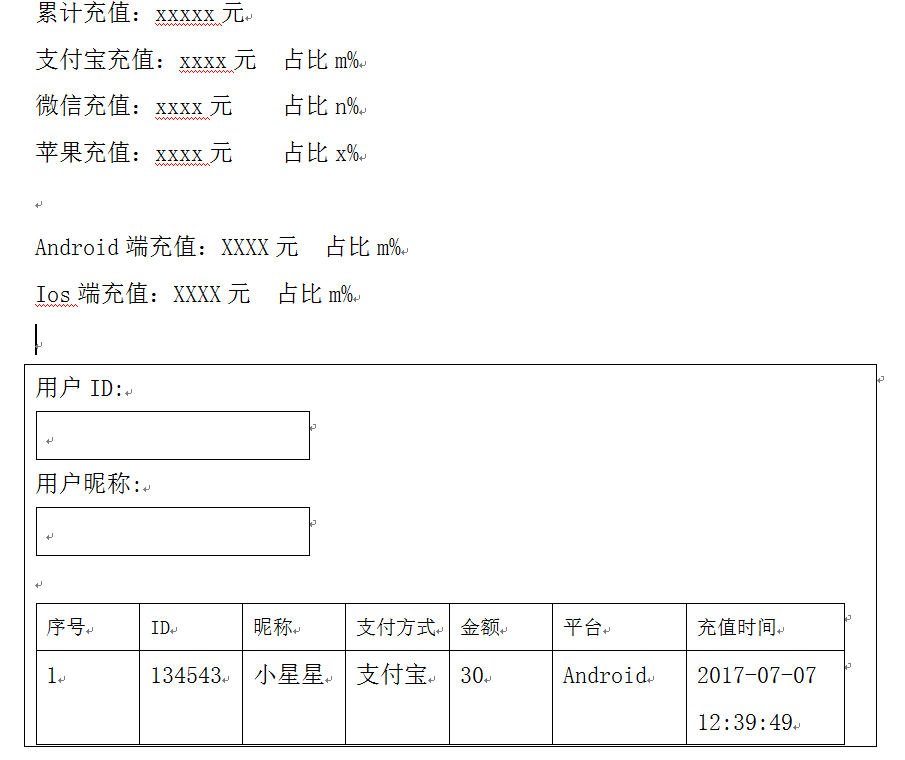 累计充值：xxxxx 元
支付宝充值：xxxx 元 占比 m%
微信充值：xxxx 元 占比 n%
苹果充值：xxxx 元 占比 x%
Android 端充值：XXXX 元 占比 m%
Ios 端充值：XXXX 元 占比 m%
用户 ID:
用户昵称:
序号 ID 昵称 支付方式 金额 平台 充值时间
1 134543 小星星 支付宝 30 Android 2017-07-07
12:39:49